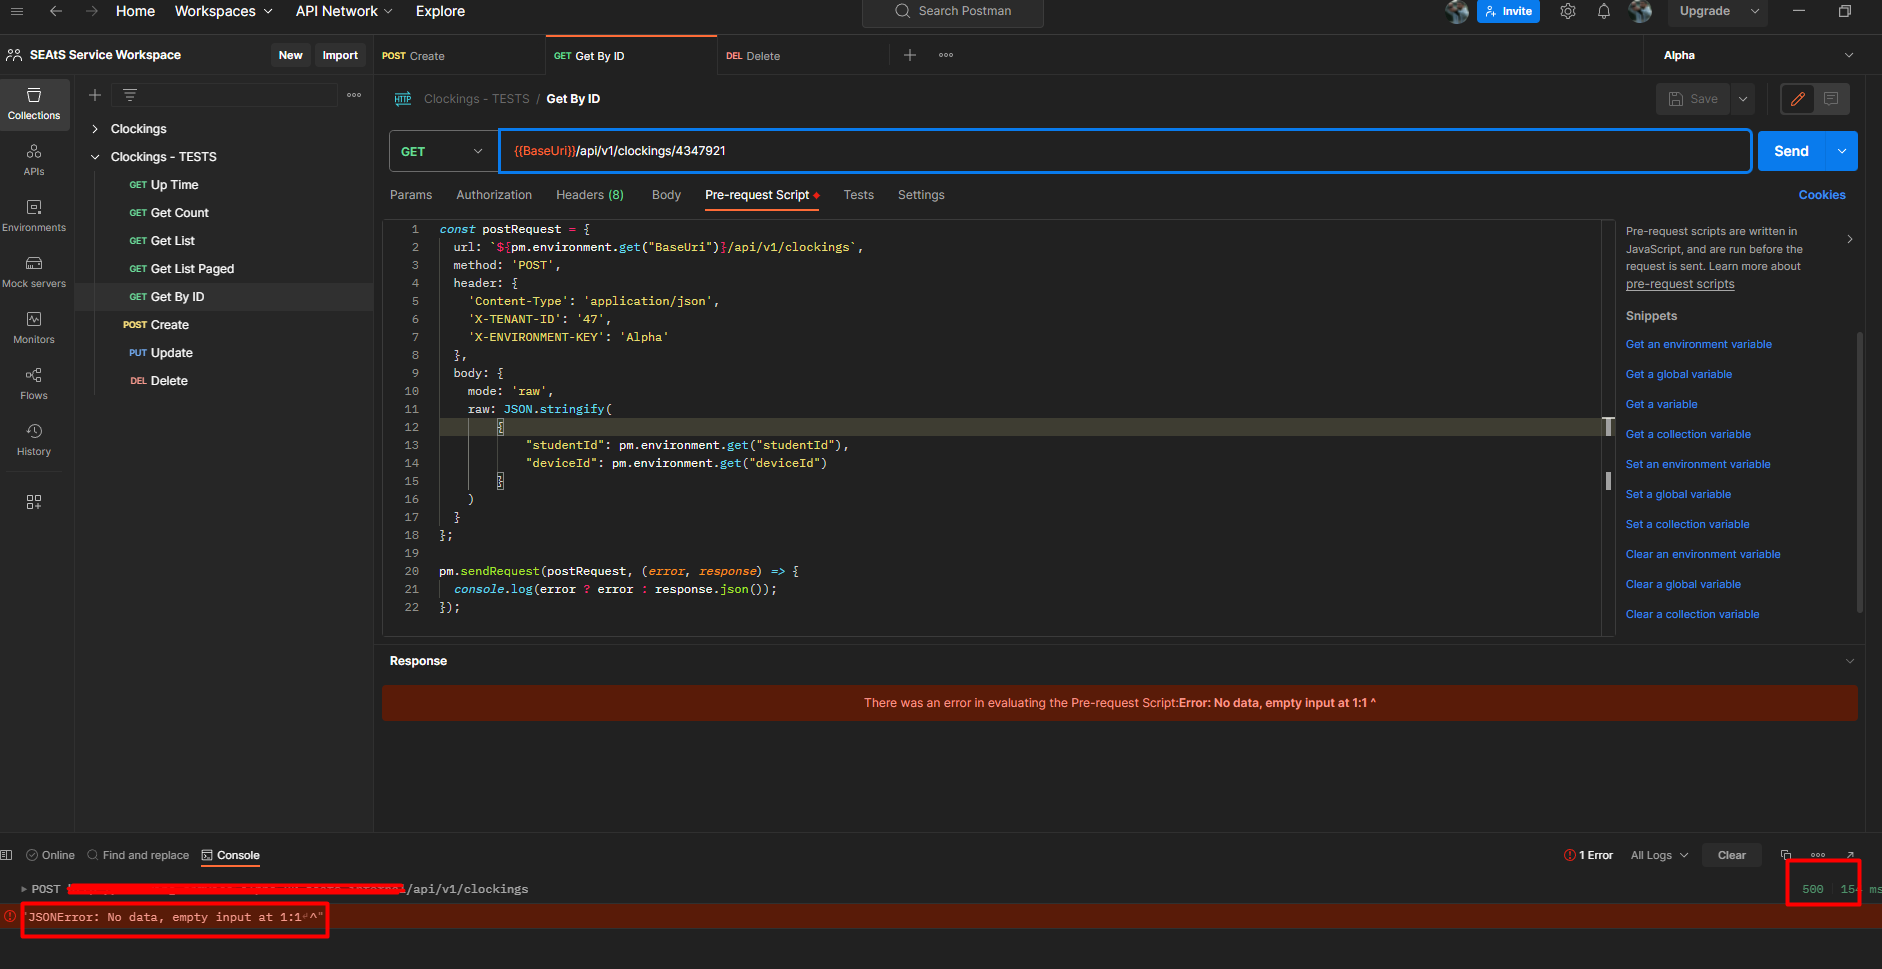 Home Workspaces API Network Explore Search Postman Invite Upgrade
SEAtS Service Workspace New Import POST Create GET Get By ID DEL Delete Alpha
Collections
APIs
Environments
Mock servers
Monitors
Flows
History
Clockings
Clockings - TESTS
GET Up Time
GET Get Count
GET Get List
GET Get List Paged
GET Get By ID
POST Create
PUT Update
DEL Delete
HTTP Clockings - TESTS / Get By ID Save
GET {{BaseUri}}/api/v1/clockings/4347921 Send
Params Authorization Headers (8) Body Pre-request Script Tests Settings Cookies
1 const postRequest = {
2 url: `${pm.environment.get("BaseUri")}/api/v1/clockings`,
3 method: 'POST',
4 header: {
5 'Content-Type': 'application/json',
6 'X-TENANT-ID': '47',
7 'X-ENVIRONMENT-KEY': 'Alpha'
8 },
9 body: {
10 mode: 'raw',
11 raw: JSON.stringify(
12 {
13 "studentId": pm.environment.get("studentId"),
14 "deviceId": pm.environment.get("deviceId")
15 }
16 )
17 }
18 };
19
20 pm.sendRequest(postRequest, (error, response) => {
21 console.log(error ? error : response.json());
22 });
Pre-request scripts are written in
JavaScript, and are run before the
request is sent. Learn more about
pre-request scripts
Snippets
Get an environment variable
Get a global variable
Get a variable
Get a collection variable
Set an environment variable
Set a global variable
Set a collection variable
Clear an environment variable
Clear a global variable
Clear a collection variable
Response
There was an error in evaluating the Pre-request Script:Error: No data, empty input at 1:1 ^
Online Find and replace Console 1 Error All Logs Clear
POST /api/v1/clockings 500 154 ms
"JSONError: No data, empty input at 1:1↵^"